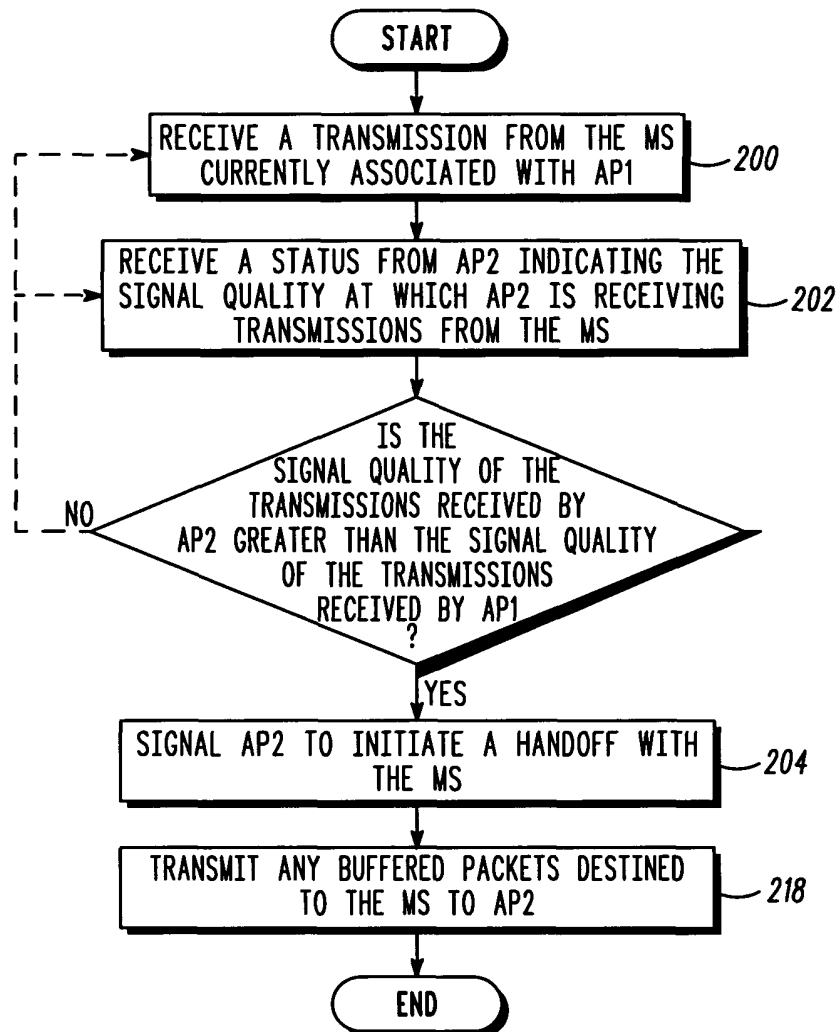 START
RECEIVE A TRANSMISSION FROM THE MS
CURRENTLY ASSOCIATED WITH AP1
200
RECEIVE A STATUS FROM AP2 INDICATING THE
SIGNAL QUALITY AT WHICH AP2 IS RECEIVING
TRANSMISSIONS FROM THE MS
202
IS THE
SIGNAL QUALITY OF THE
TRANSMISSIONS RECEIVED BY
AP2 GREATER THAN THE SIGNAL QUALITY
OF THE TRANSMISSIONS
RECEIVED BY AP1
?
NO
YES
SIGNAL AP2 TO INITIATE A HANDOFF WITH
THE MS
204
TRANSMIT ANY BUFFERED PACKETS DESTINED
TO THE MS TO AP2
218
END